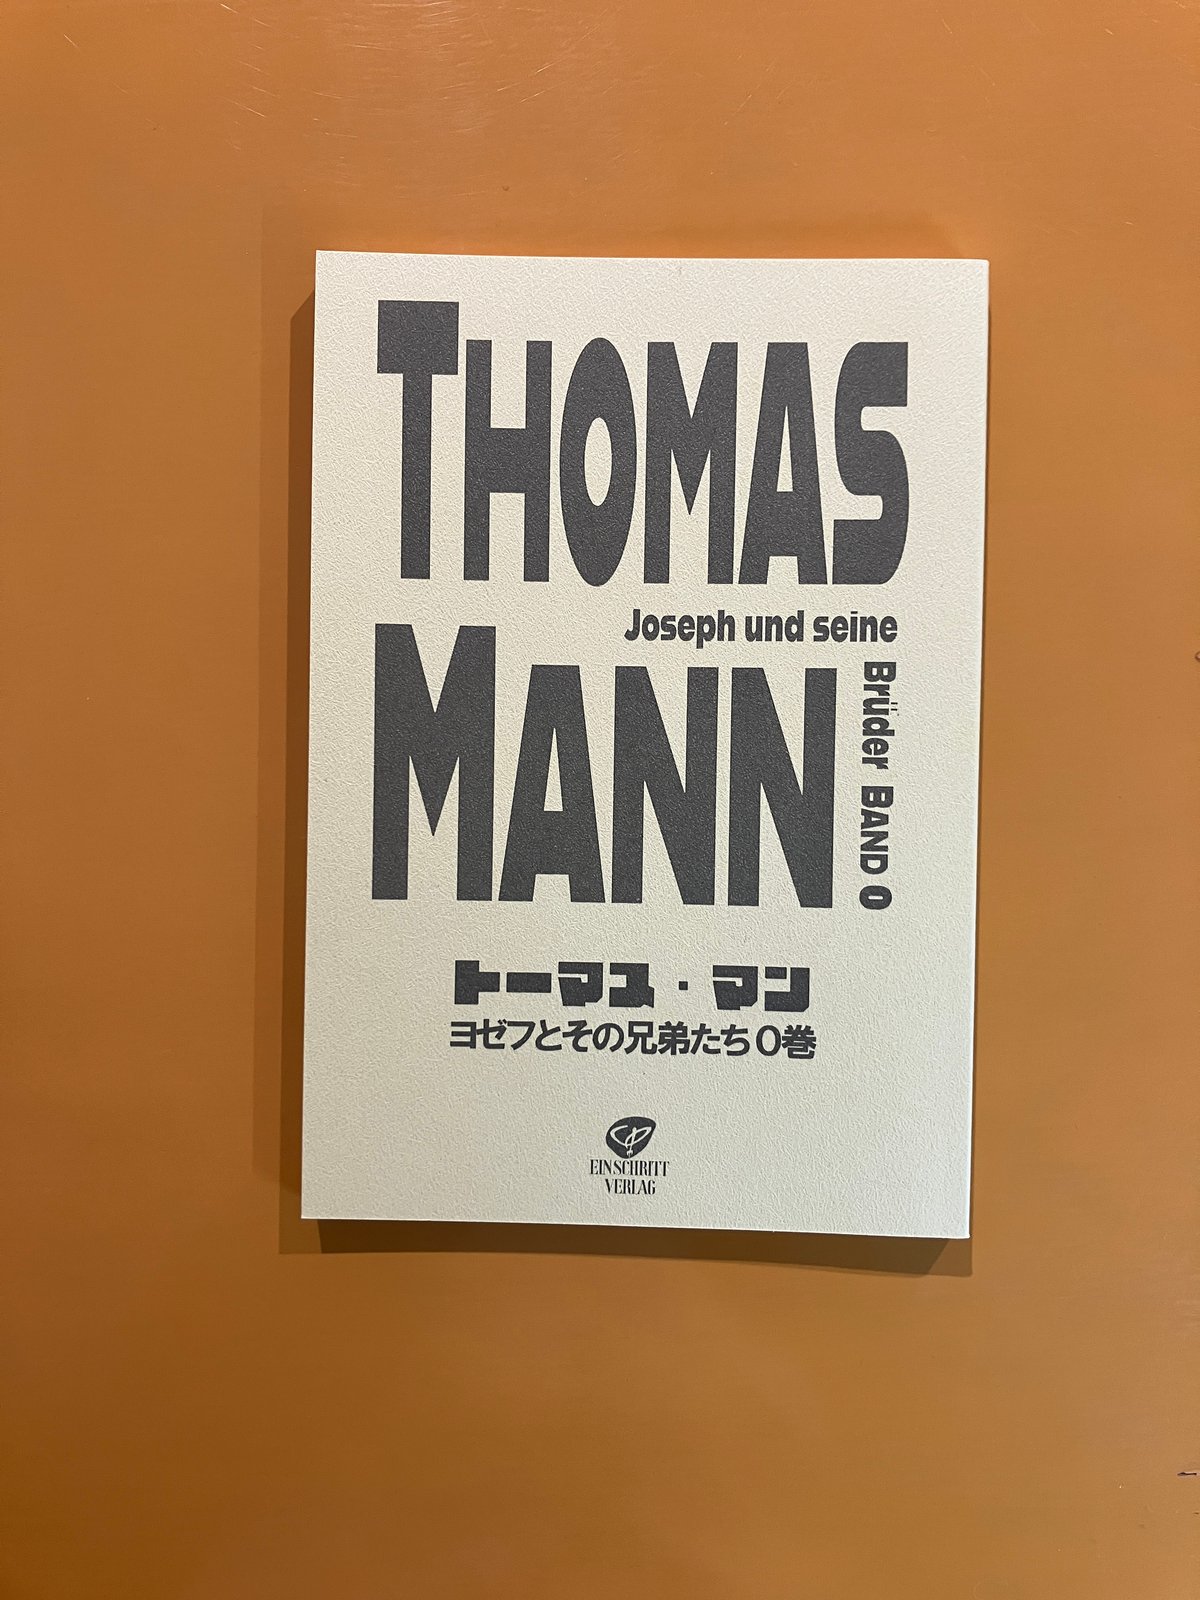 THOMAS
Joseph und seine
Brüder BAND 0
MANN
トーマス・マン
ヨゼフとその兄弟たち0巻
EINSCHRITT
VERLAG